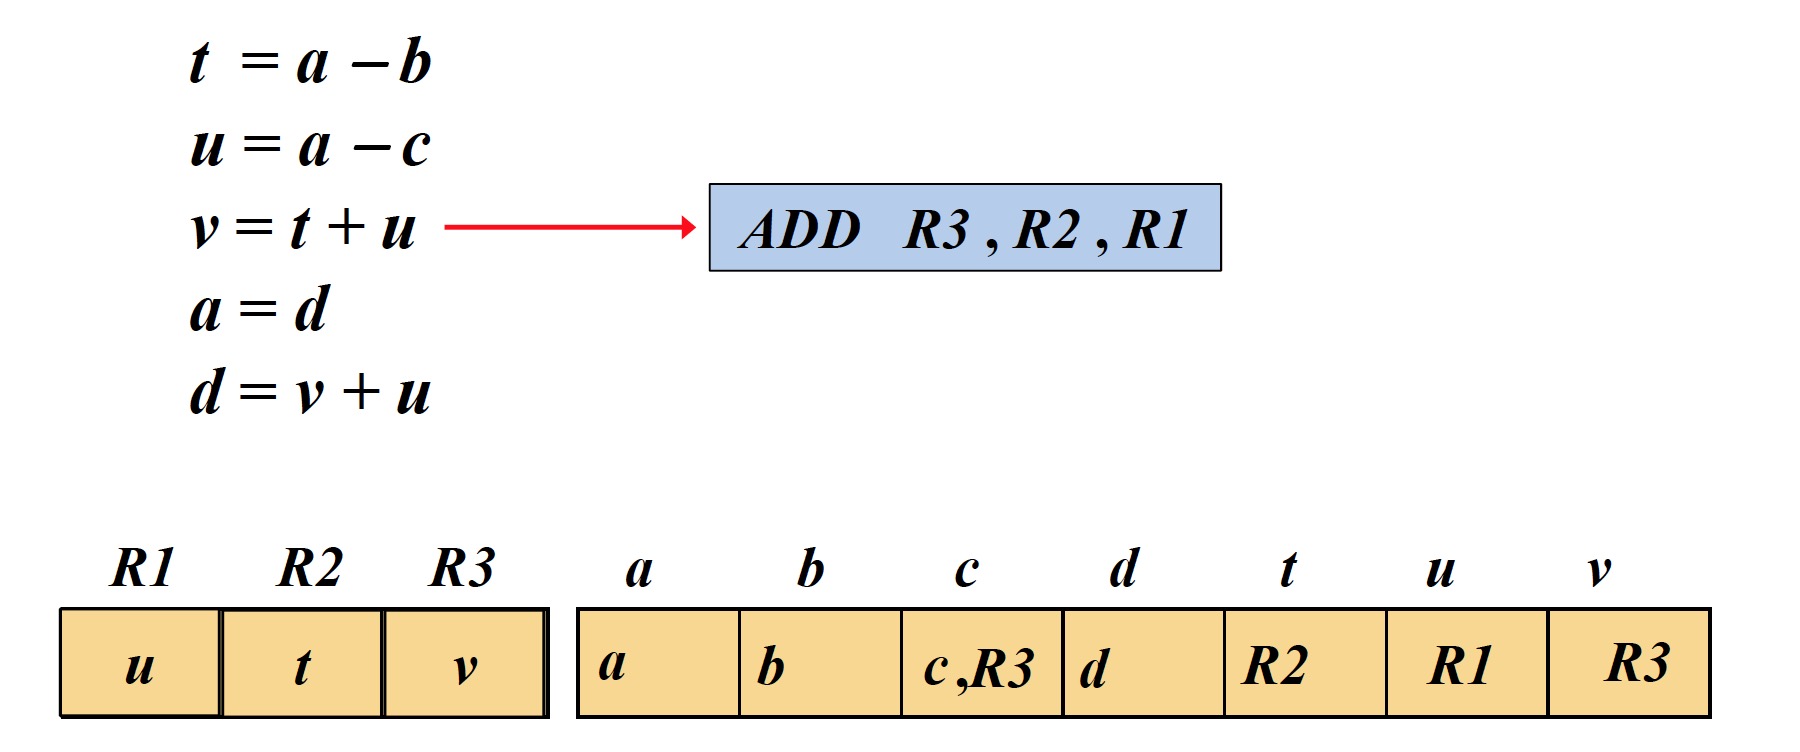 t = a – b
u = a – c
v = t + u
ADD R3 , R2 , R1
a = d
d = v + u
R1 R2 R3 a b c d t u v
u t v a b c ,R3 d R2 R1 R3